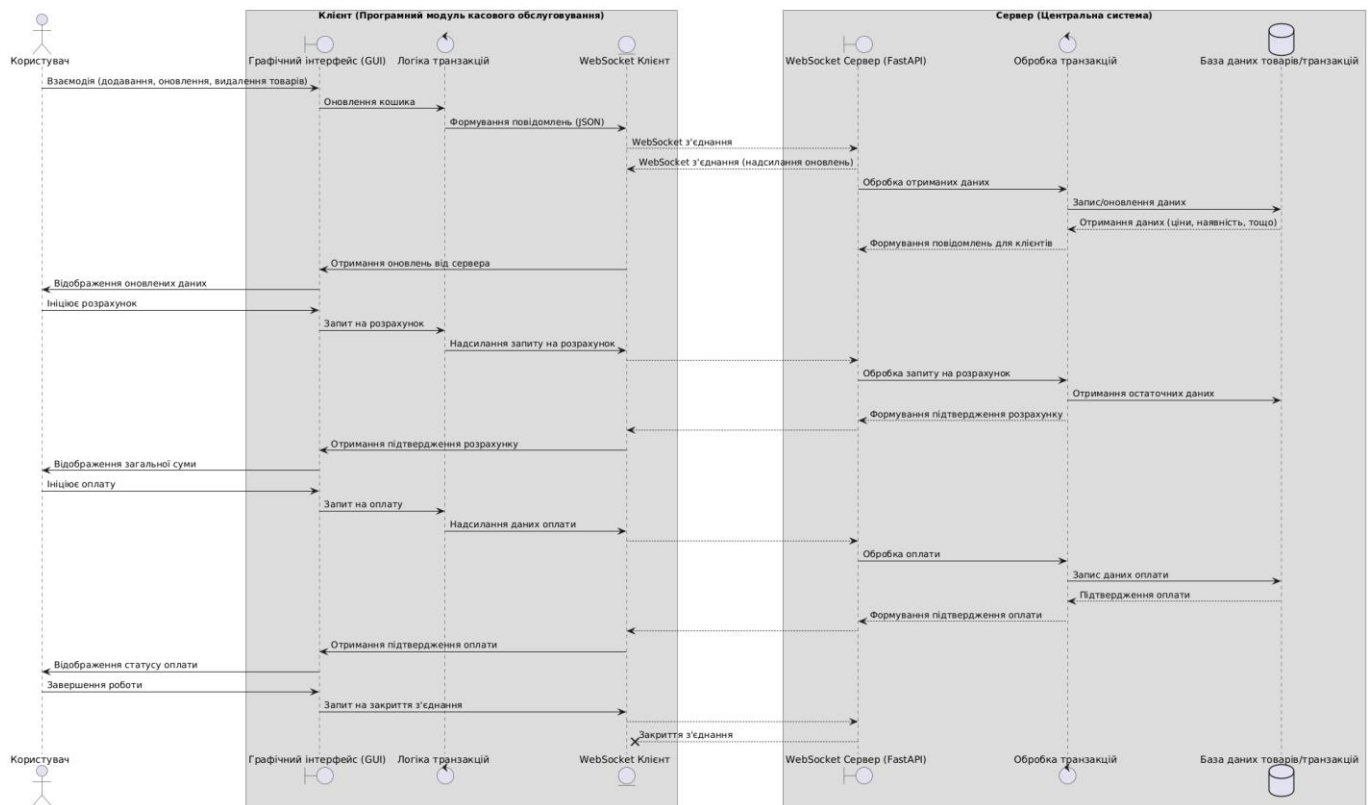 Клієнт (Програмний модуль касового обслуговування)
Сервер (Центральна система)
Користувач
Графічний інтерфейс (GUI)
Логіка транзакцій
WebSocket Клієнт
WebSocket Сервер (FastAPI)
Обробка транзакцій
База даних товарів/транзакцій
Взаємодія (додавання, оновлення, видалення товарів)
Оновлення кошика
Формування повідомлень (JSON)
WebSocket з'єднання
WebSocket з'єднання (надсилання оновлень)
Обробка отриманих даних
Запис/оновлення даних
Отримання даних (ціни, наявність, тощо)
Формування повідомлень для клієнтів
Отримання оновлень від сервера
Відображення оновлених даних
Ініціює розрахунок
Запит на розрахунок
Надсилання запиту на розрахунок
Обробка запиту на розрахунок
Отримання остаточних даних
Формування підтвердження розрахунку
Отримання підтвердження розрахунку
Відображення загальної суми
Ініціює оплату
Запит на оплату
Надсилання даних оплати
Обробка оплати
Запис даних оплати
Підтвердження оплати
Формування підтвердження оплати
Отримання підтвердження оплати
Відображення статусу оплати
Завершення роботи
Запит на закриття з'єднання
Закриття з'єднання
Користувач
Графічний інтерфейс (GUI)
Логіка транзакцій
WebSocket Клієнт
WebSocket Сервер (FastAPI)
Обробка транзакцій
База даних товарів/транзакцій